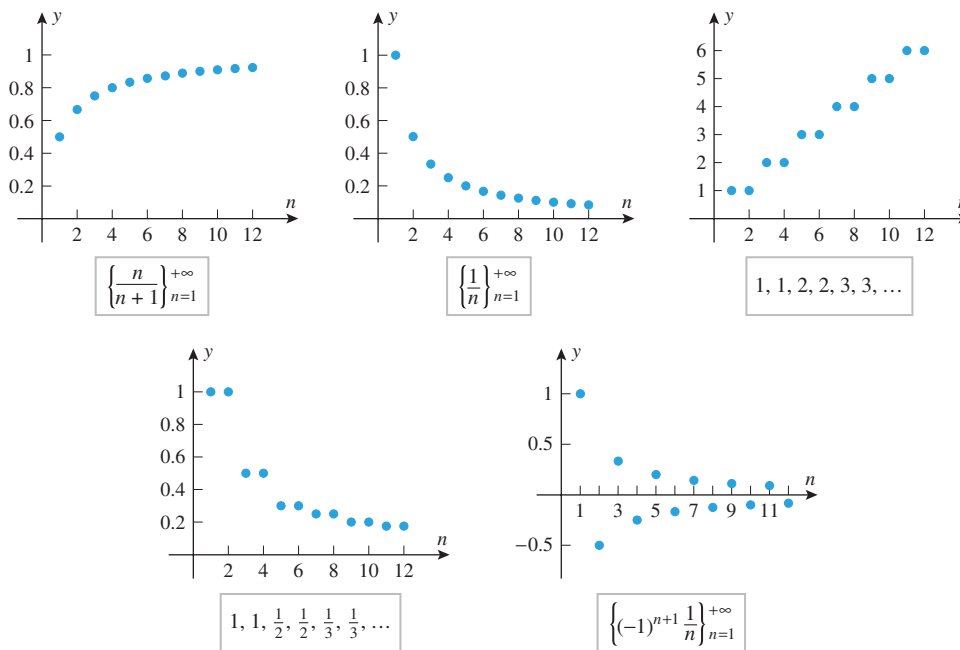 y
1
0.8
0.6
0.4
0.2
n
2 4 6 8 10 12
{n/(n + 1)}_{n=1}^{+∞}
y
1
0.8
0.6
0.4
0.2
n
2 4 6 8 10 12
{1/n}_{n=1}^{+∞}
y
6
5
4
3
2
1
n
2 4 6 8 10 12
1, 1, 2, 2, 3, 3, …
y
1
0.8
0.6
0.4
0.2
n
2 4 6 8 10 12
1, 1, 1/2, 1/2, 1/3, 1/3, …
y
1
0.5
n
1 3 5 7 9 11
−0.5
{(−1)^{n+1} 1/n}_{n=1}^{+∞}